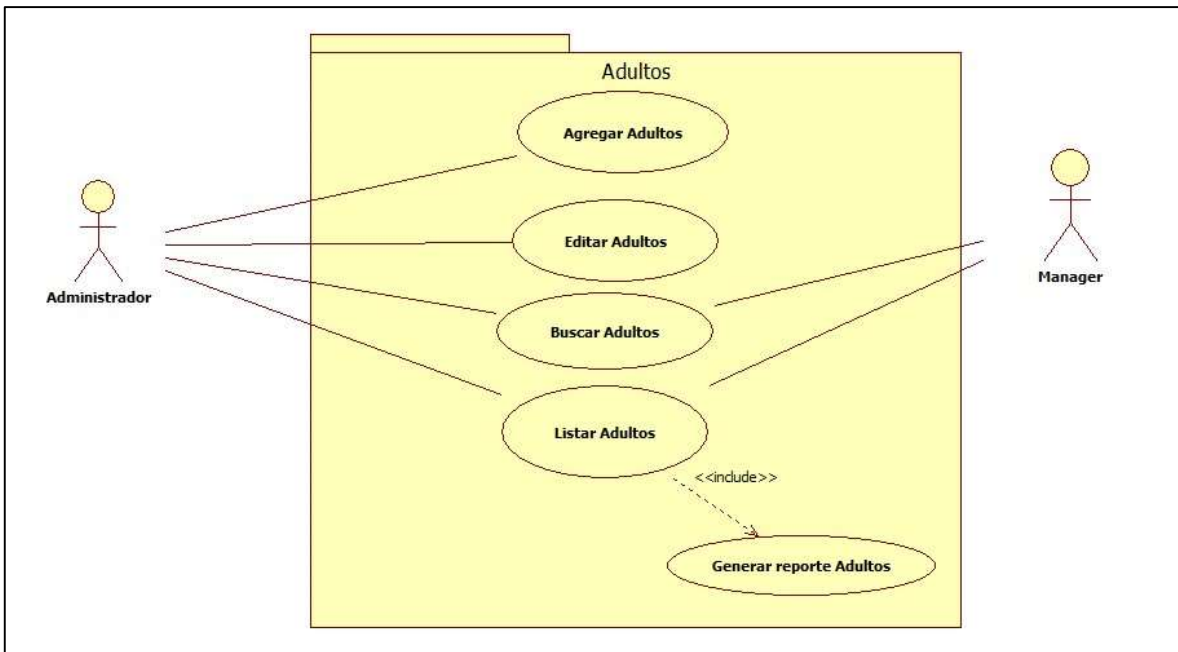 Adultos
Agregar Adultos
Administrador
Editar Adultos
Manager
Buscar Adultos
Listar Adultos
<<include>>
Generar reporte Adultos